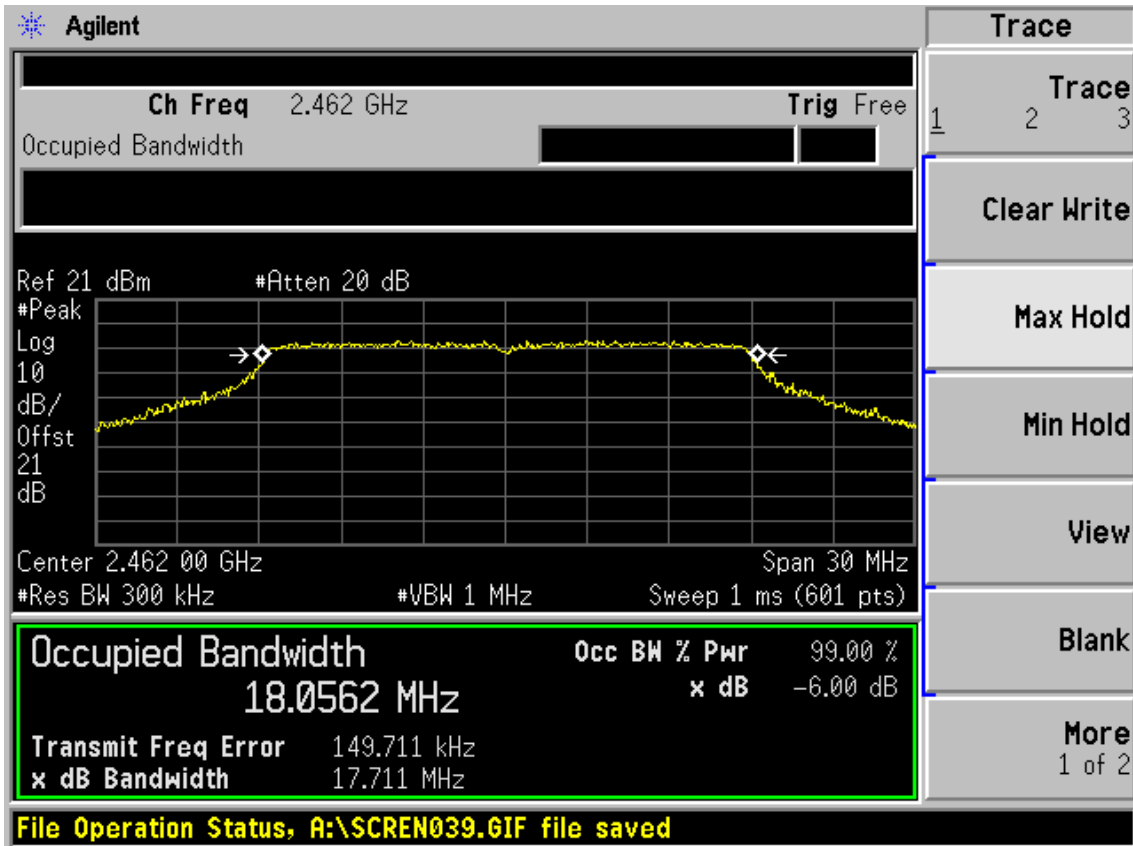 Agilent
Trace
Ch Freq 2.462 GHz Trig Free
Occupied Bandwidth
Trace
1 2 3
Clear Write
Max Hold
Min Hold
View
Blank
More
1 of 2
Ref 21 dBm #Atten 20 dB
#Peak
Log
10
dB/
Offst
21
dB
Center 2.462 00 GHz Span 30 MHz
#Res BW 300 kHz #VBW 1 MHz Sweep 1 ms (601 pts)
Occupied Bandwidth
18.0562 MHz
Occ BW % Pwr 99.00 %
x dB -6.00 dB
Transmit Freq Error 149.711 kHz
x dB Bandwidth 17.711 MHz
File Operation Status, A:\SCREN039.GIF file saved